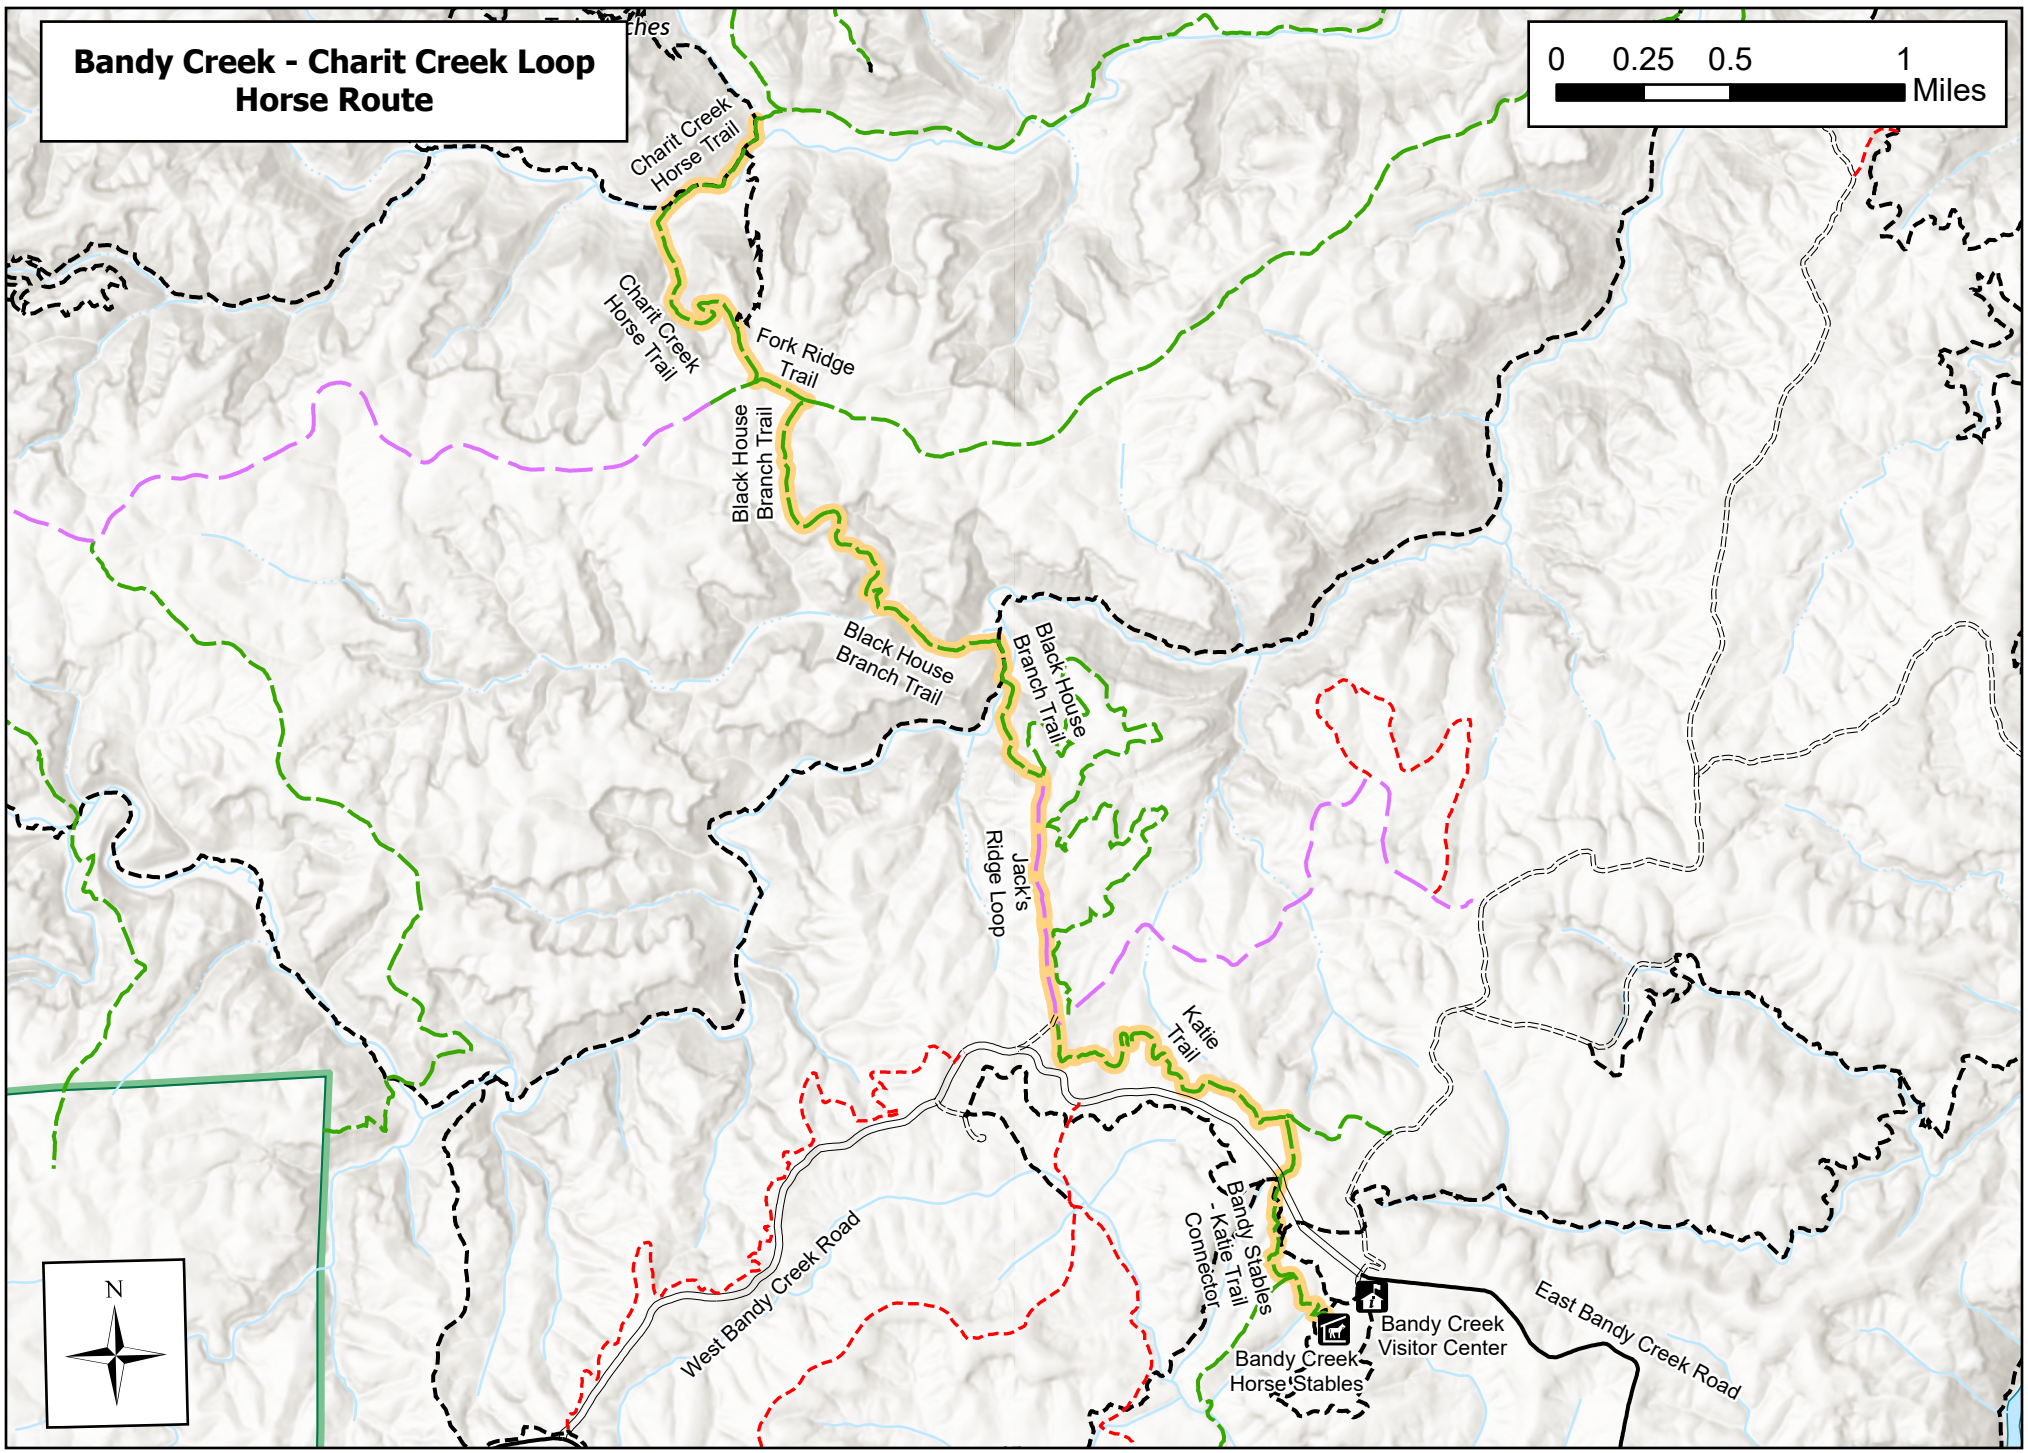 Bandy Creek - Charit Creek Loop
Horse Route
ches
0 0.25 0.5 1
Miles
Charit Creek
Horse Trail
Charit Creek
Horse Trail
Fork Ridge
Trail
Black House
Branch Trail
Black House
Branch Trail
Black House
Branch Trail
Jack's
Ridge Loop
Katie
Trail
Bandy Stables
- Katie Trail
Connector
West Bandy Creek Road
East Bandy Creek Road
Bandy Creek
Visitor Center
Bandy Creek
Horse Stables
N